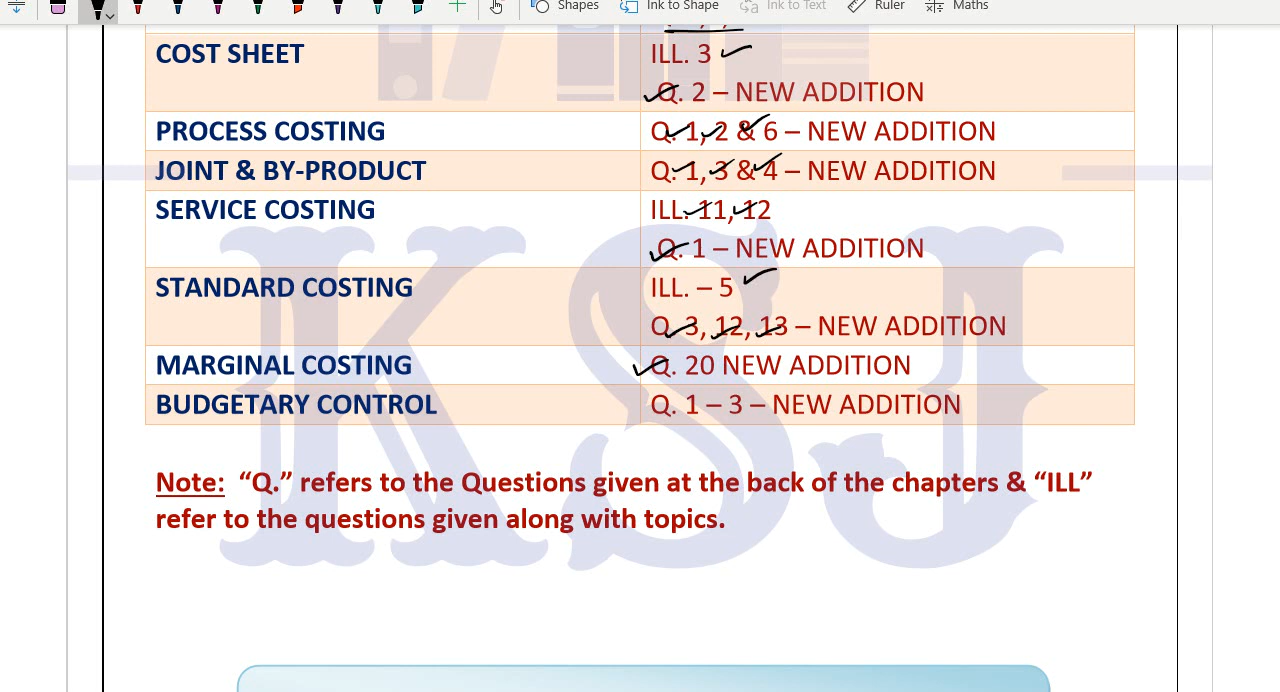 Shapes Ink to Shape Ink to Text Ruler Maths
COST SHEET ILL. 3
Q. 2 – NEW ADDITION
PROCESS COSTING Q. 1, 2 & 6 – NEW ADDITION
JOINT & BY-PRODUCT Q. 1, 3 & 4 – NEW ADDITION
SERVICE COSTING ILL. 11, 12
Q. 1 – NEW ADDITION
STANDARD COSTING ILL. – 5
Q. 3, 12, 13 – NEW ADDITION
MARGINAL COSTING Q. 20 NEW ADDITION
BUDGETARY CONTROL Q. 1 – 3 – NEW ADDITION
KSJ
Note: “Q.” refers to the Questions given at the back of the chapters & “ILL”
refer to the questions given along with topics.